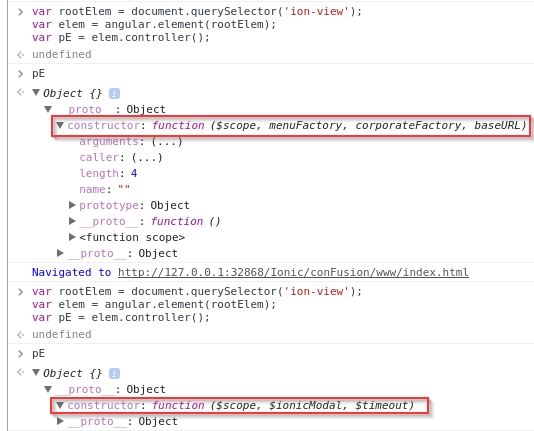 var rootElem = document.querySelector('ion-view');
var elem = angular.element(rootElem);
var pE = elem.controller();
undefined
pE
Object {} i
__proto__: Object
constructor: function ($scope, menuFactory, corporateFactory, baseURL)
arguments: (...)
caller: (...)
length: 4
name: ""
prototype: Object
__proto__: function ()
<function scope>
__proto__: Object
Navigated to http://127.0.0.1:32868/Ionic/conFusion/www/index.html
var rootElem = document.querySelector('ion-view');
var elem = angular.element(rootElem);
var pE = elem.controller();
undefined
pE
Object {} i
__proto__: Object
constructor: function ($scope, $ionicModal, $timeout)
__proto__: Object